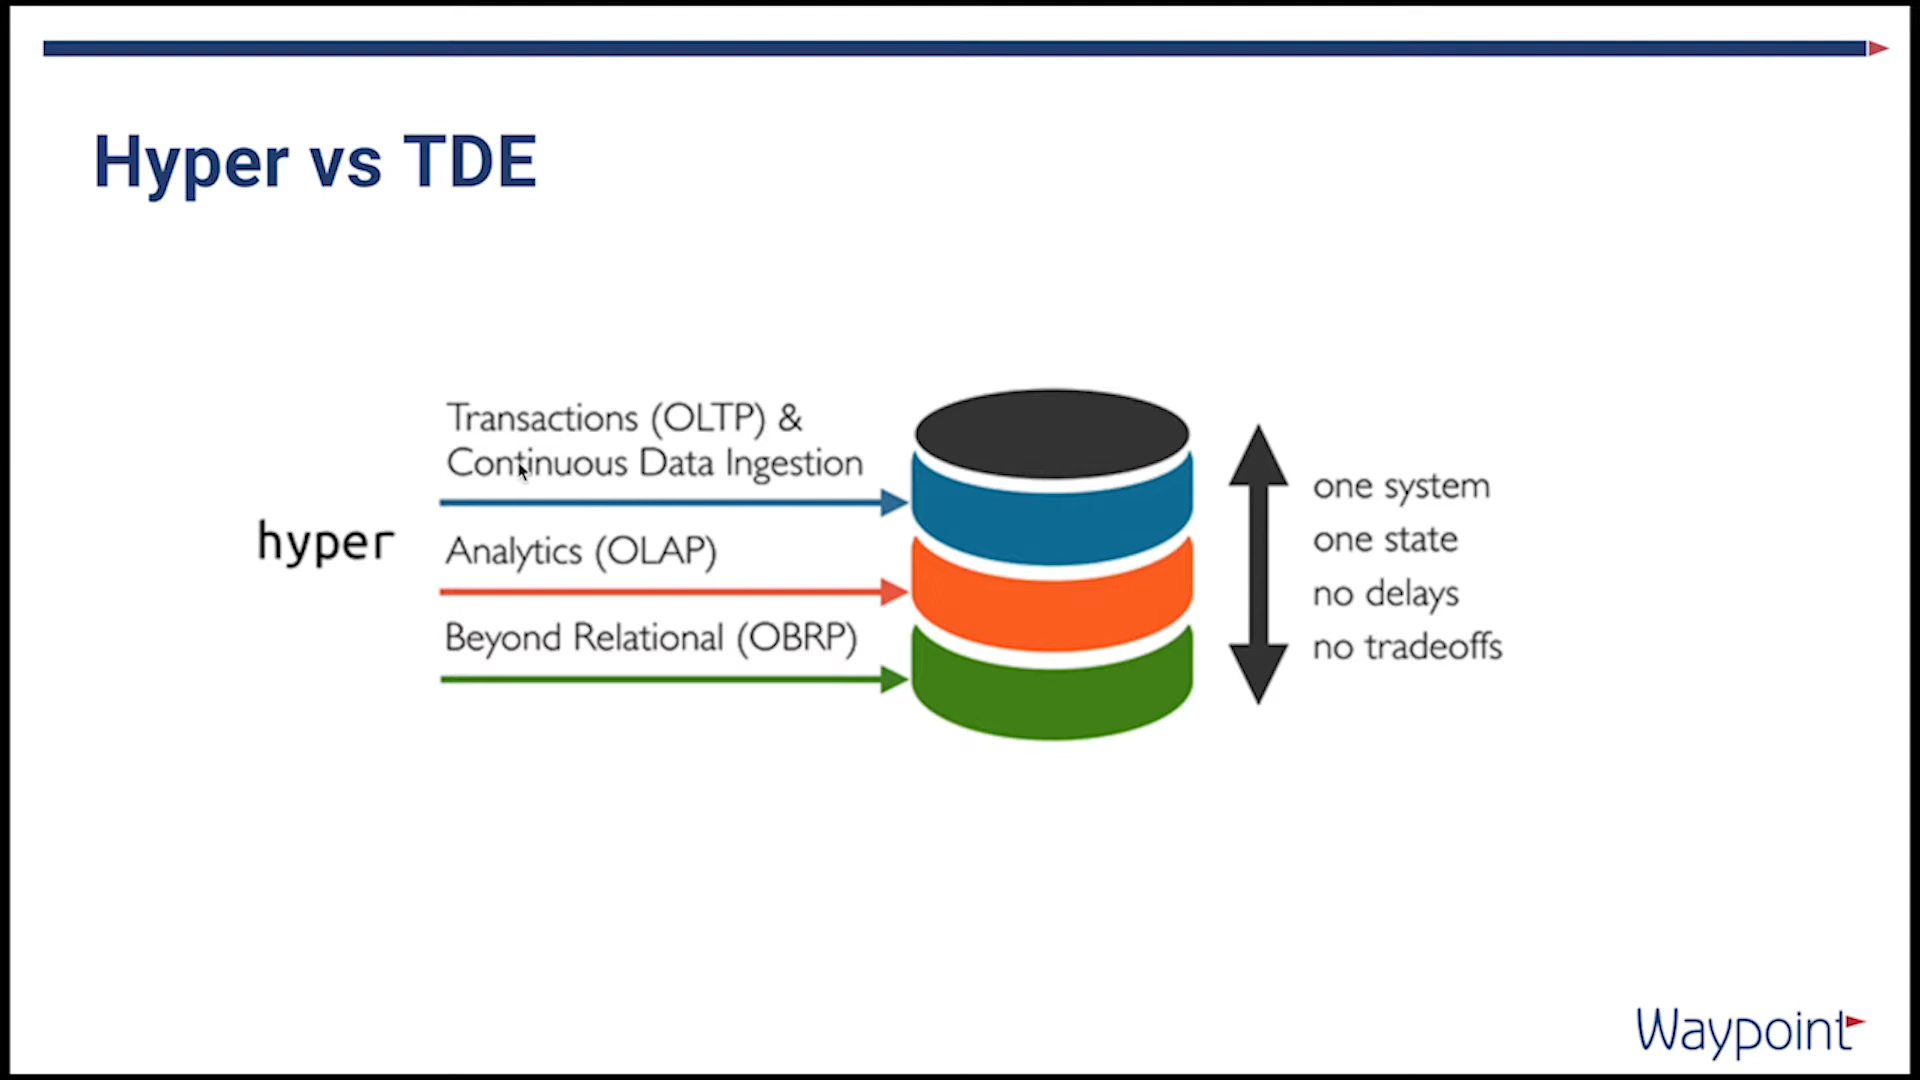 Hyper vs TDE
Transactions (OLTP) &
Continuous Data Ingestion
hyper
Analytics (OLAP)
Beyond Relational (OBRP)
one system
one state
no delays
no tradeoffs
Waypoint